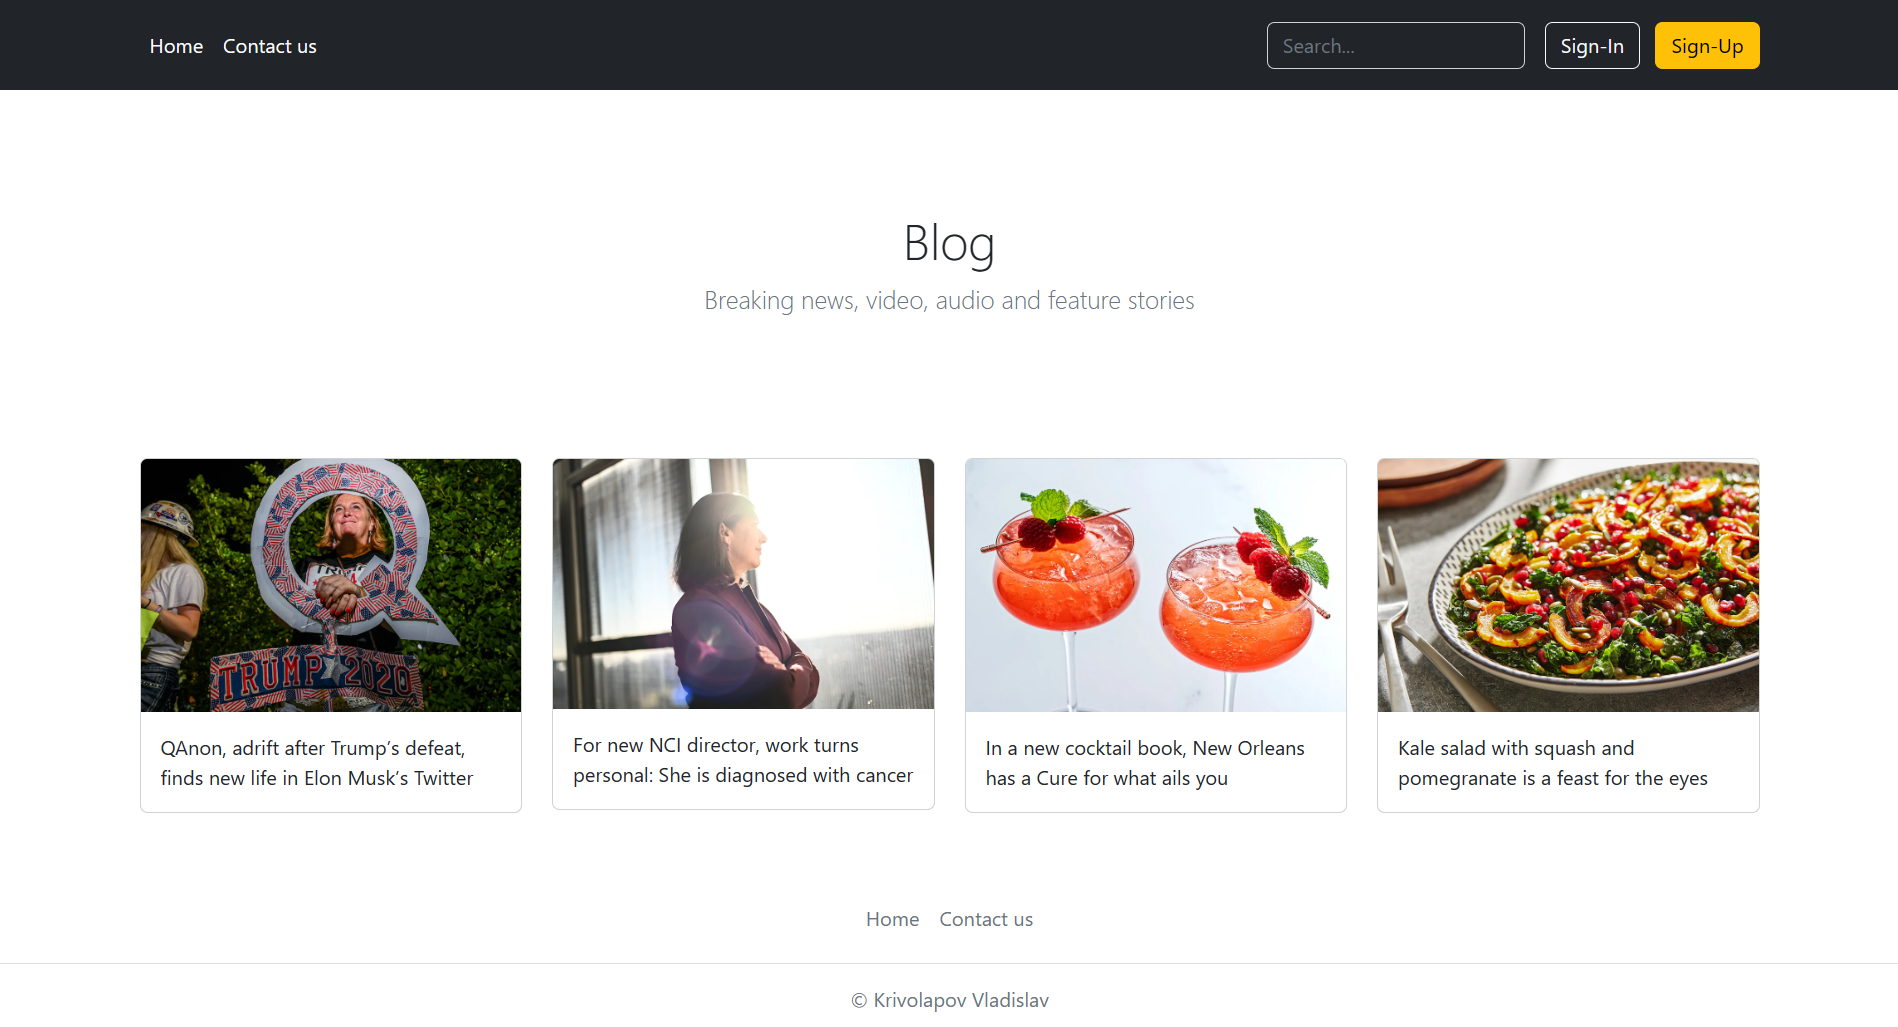 Home Contact us Search... Sign-In Sign-Up
Blog
Breaking news, video, audio and feature stories
TRUMP 2020
QAnon, adrift after Trump’s defeat,
finds new life in Elon Musk’s Twitter
For new NCI director, work turns
personal: She is diagnosed with cancer
In a new cocktail book, New Orleans
has a Cure for what ails you
Kale salad with squash and
pomegranate is a feast for the eyes
Home Contact us
© Krivolapov Vladislav